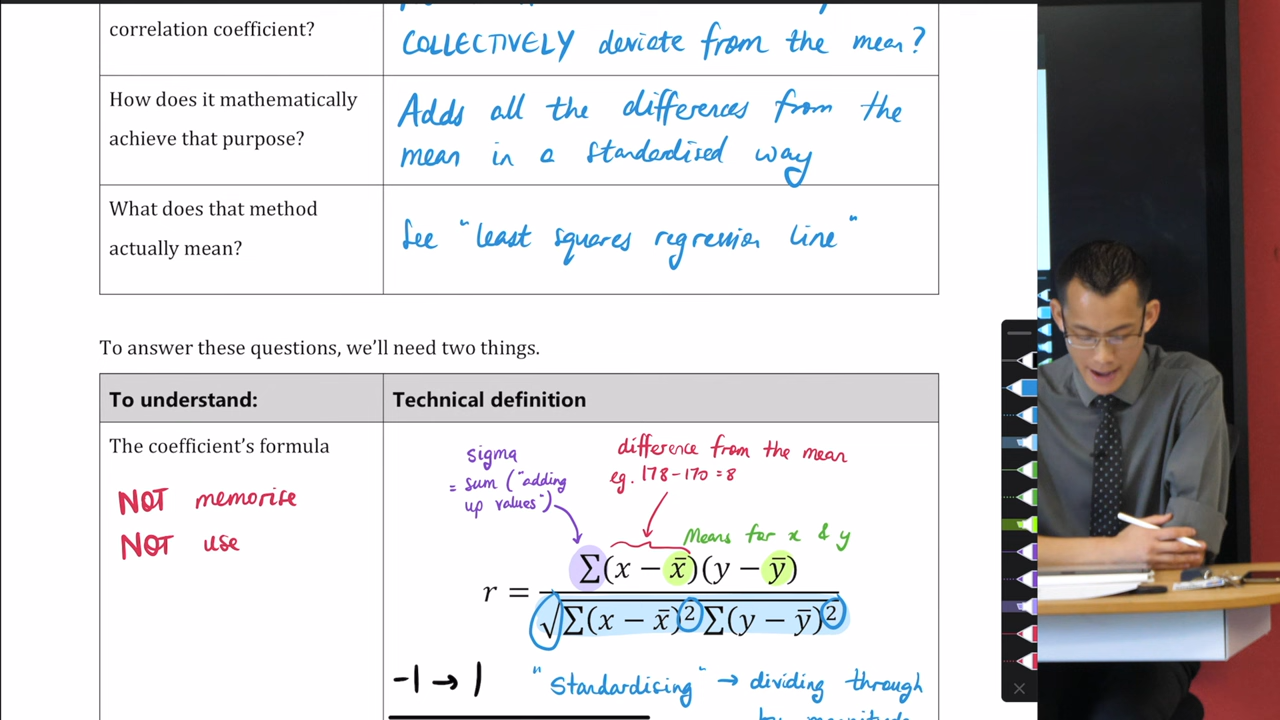 correlation coefficient?
COLLECTIVELY deviate from the mean?
How does it mathematically
achieve that purpose?
Adds all the differences from the
mean in a standardised way
What does that method
actually mean?
See "least squares regression line"
To answer these questions, we'll need two things.
To understand:
Technical definition
The coefficient's formula
NOT memorise
NOT use
sigma
= sum ("adding
up values")
difference from the mean
eg. 178-170 = 8
Means for x & y
r = Σ(x − x̄)(y − ȳ)
√Σ(x − x̄)² Σ(y − ȳ)²
-1 → 1
"Standardising" → dividing through
by magnitude